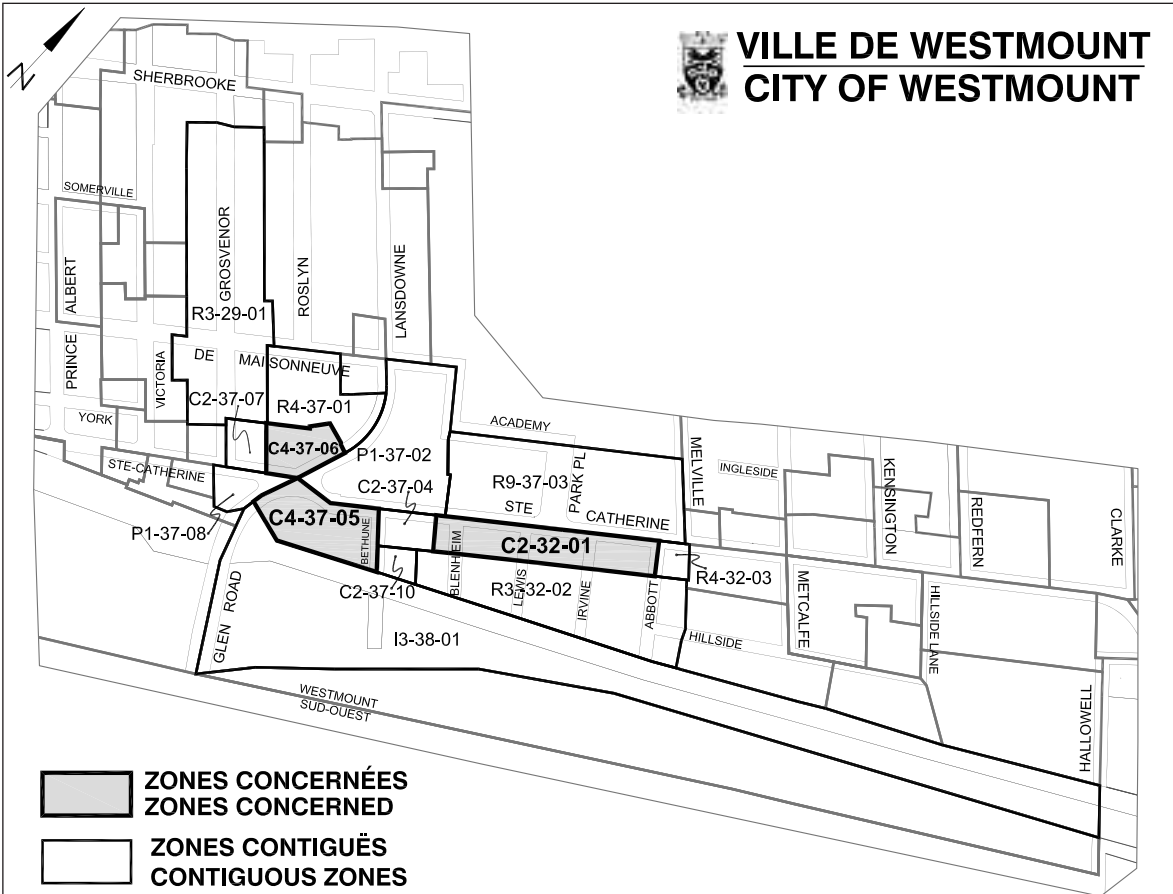 VILLE DE WESTMOUNT
CITY OF WESTMOUNT
N
SHERBROOKE
SOMERVILLE
GROSVENOR
ROSLYN
LANSDOWNE
ALBERT
PRINCE
VICTORIA
R3-29-01
DE MAISONNEUVE
YORK
C2-37-07
R4-37-01
C4-37-06
P1-37-02
ACADEMY
STE-CATHERINE
P1-37-08
C2-37-04
R9-37-03
PARK PL
STE CATHERINE
MELVILLE
INGLESIDE
KENSINGTON
REDFERN
CLARKE
C4-37-05
BETHUNE
C2-32-01
BLENHEIM
LEWIS
IRVINE
ABBOTT
R4-32-03
C2-37-10
R3-32-02
METCALFE
HILLSIDE
HILLSIDE LANE
GLEN ROAD
I3-38-01
WESTMOUNT
SUD-OUEST
HALLOWELL
ZONES CONCERNÉES
ZONES CONCERNED
ZONES CONTIGUËS
CONTIGUOUS ZONES